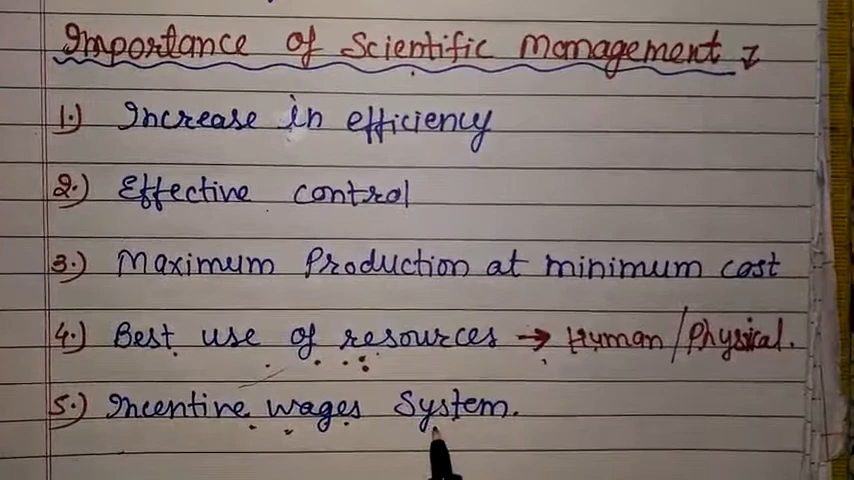 Importance of Scientific Management :
1.) Increase in efficiency
2.) Effective control
3.) Maximum Production at minimum cost
4.) Best use of resources → Human/Physical.
5.) Incentive wages System.